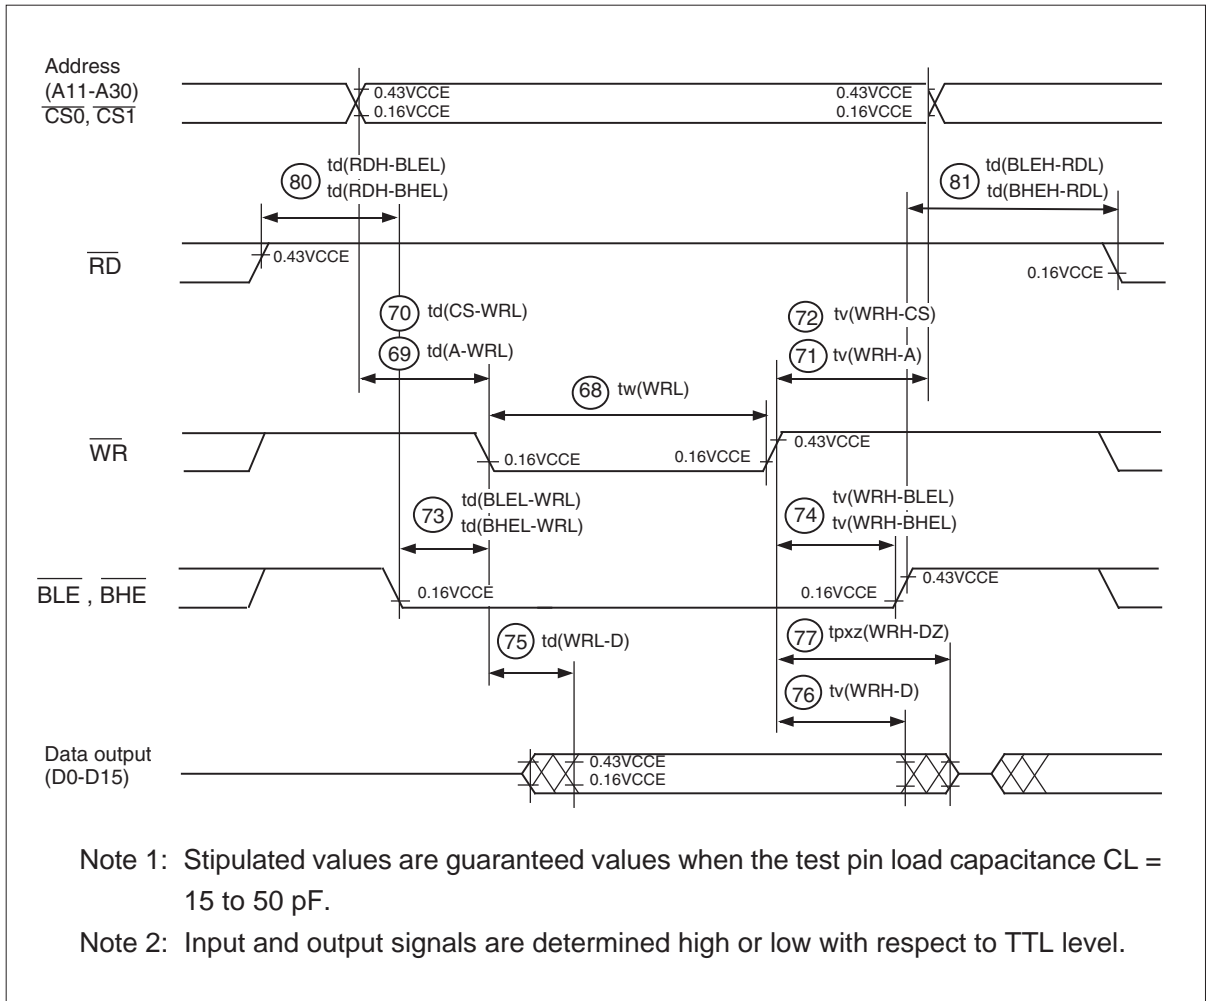 Address
(A11-A30)
CS0, CS1
0.43VCCE
0.16VCCE
0.43VCCE
0.16VCCE
80
td(RDH-BLEL)
td(RDH-BHEL)
81
td(BLEH-RDL)
td(BHEH-RDL)
RD
0.43VCCE
0.16VCCE
70 td(CS-WRL)
69 td(A-WRL)
72 tv(WRH-CS)
71 tv(WRH-A)
68 tw(WRL)
WR
0.16VCCE
0.16VCCE
0.43VCCE
73
td(BLEL-WRL)
td(BHEL-WRL)
74
tv(WRH-BLEL)
tv(WRH-BHEL)
BLE , BHE
0.16VCCE
0.16VCCE
0.43VCCE
75 td(WRL-D)
77 tpxz(WRH-DZ)
76 tv(WRH-D)
Data output
(D0-D15)
0.43VCCE
0.16VCCE
Note 1: Stipulated values are guaranteed values when the test pin load capacitance CL =
15 to 50 pF.
Note 2: Input and output signals are determined high or low with respect to TTL level.